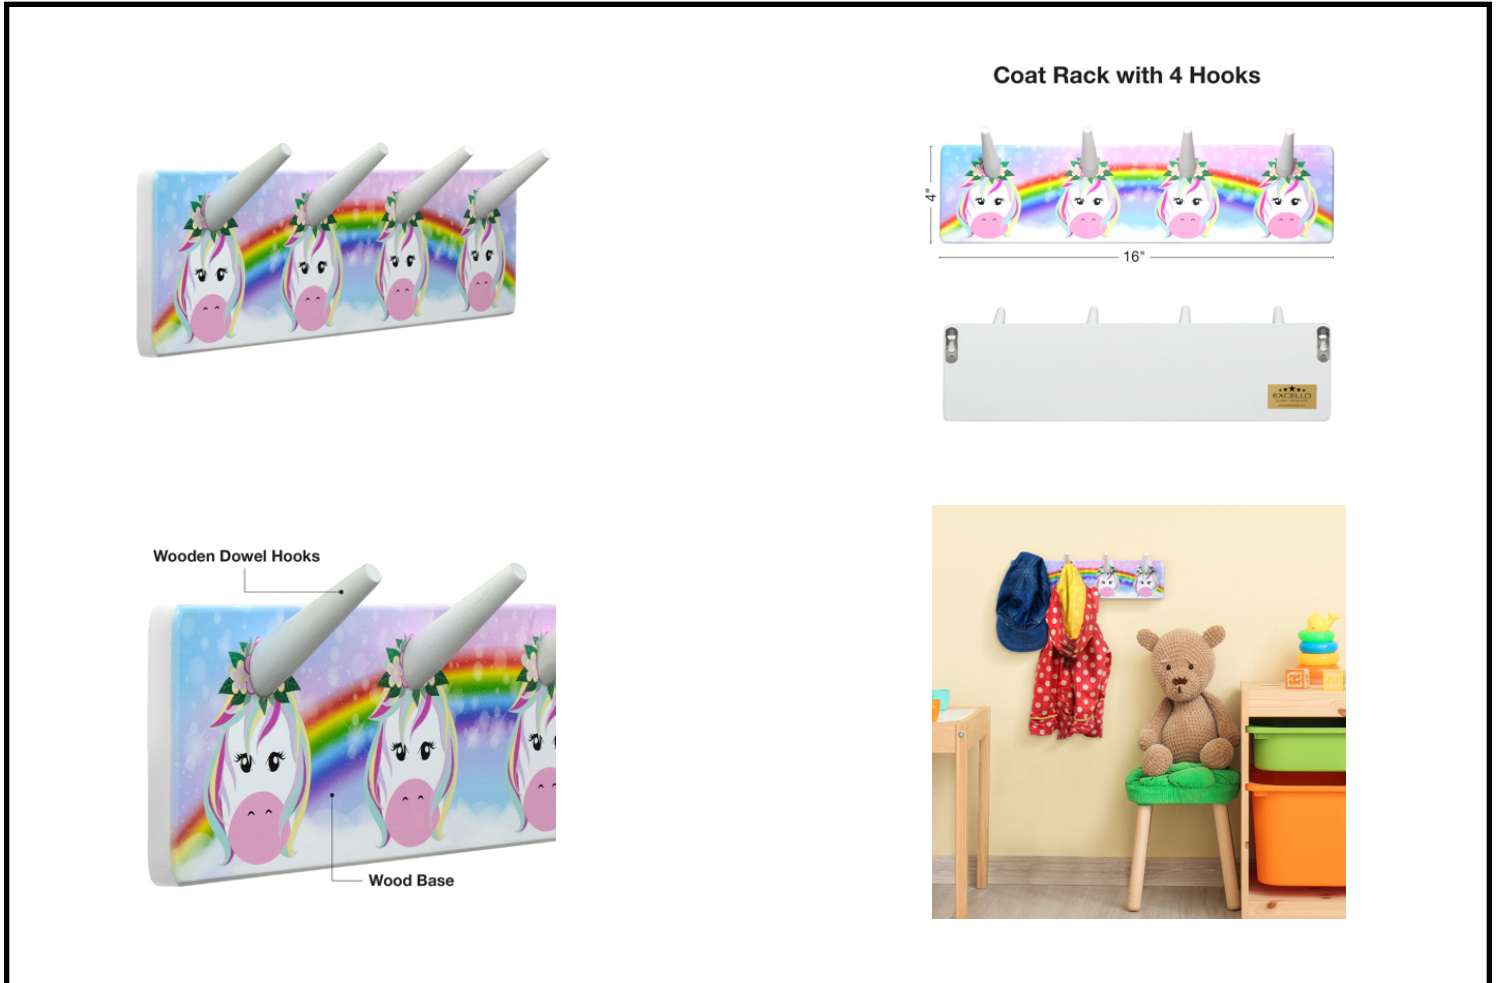 Coat Rack with 4 Hooks
4"
16"
EXCELLO
Wooden Dowel Hooks
Wood Base